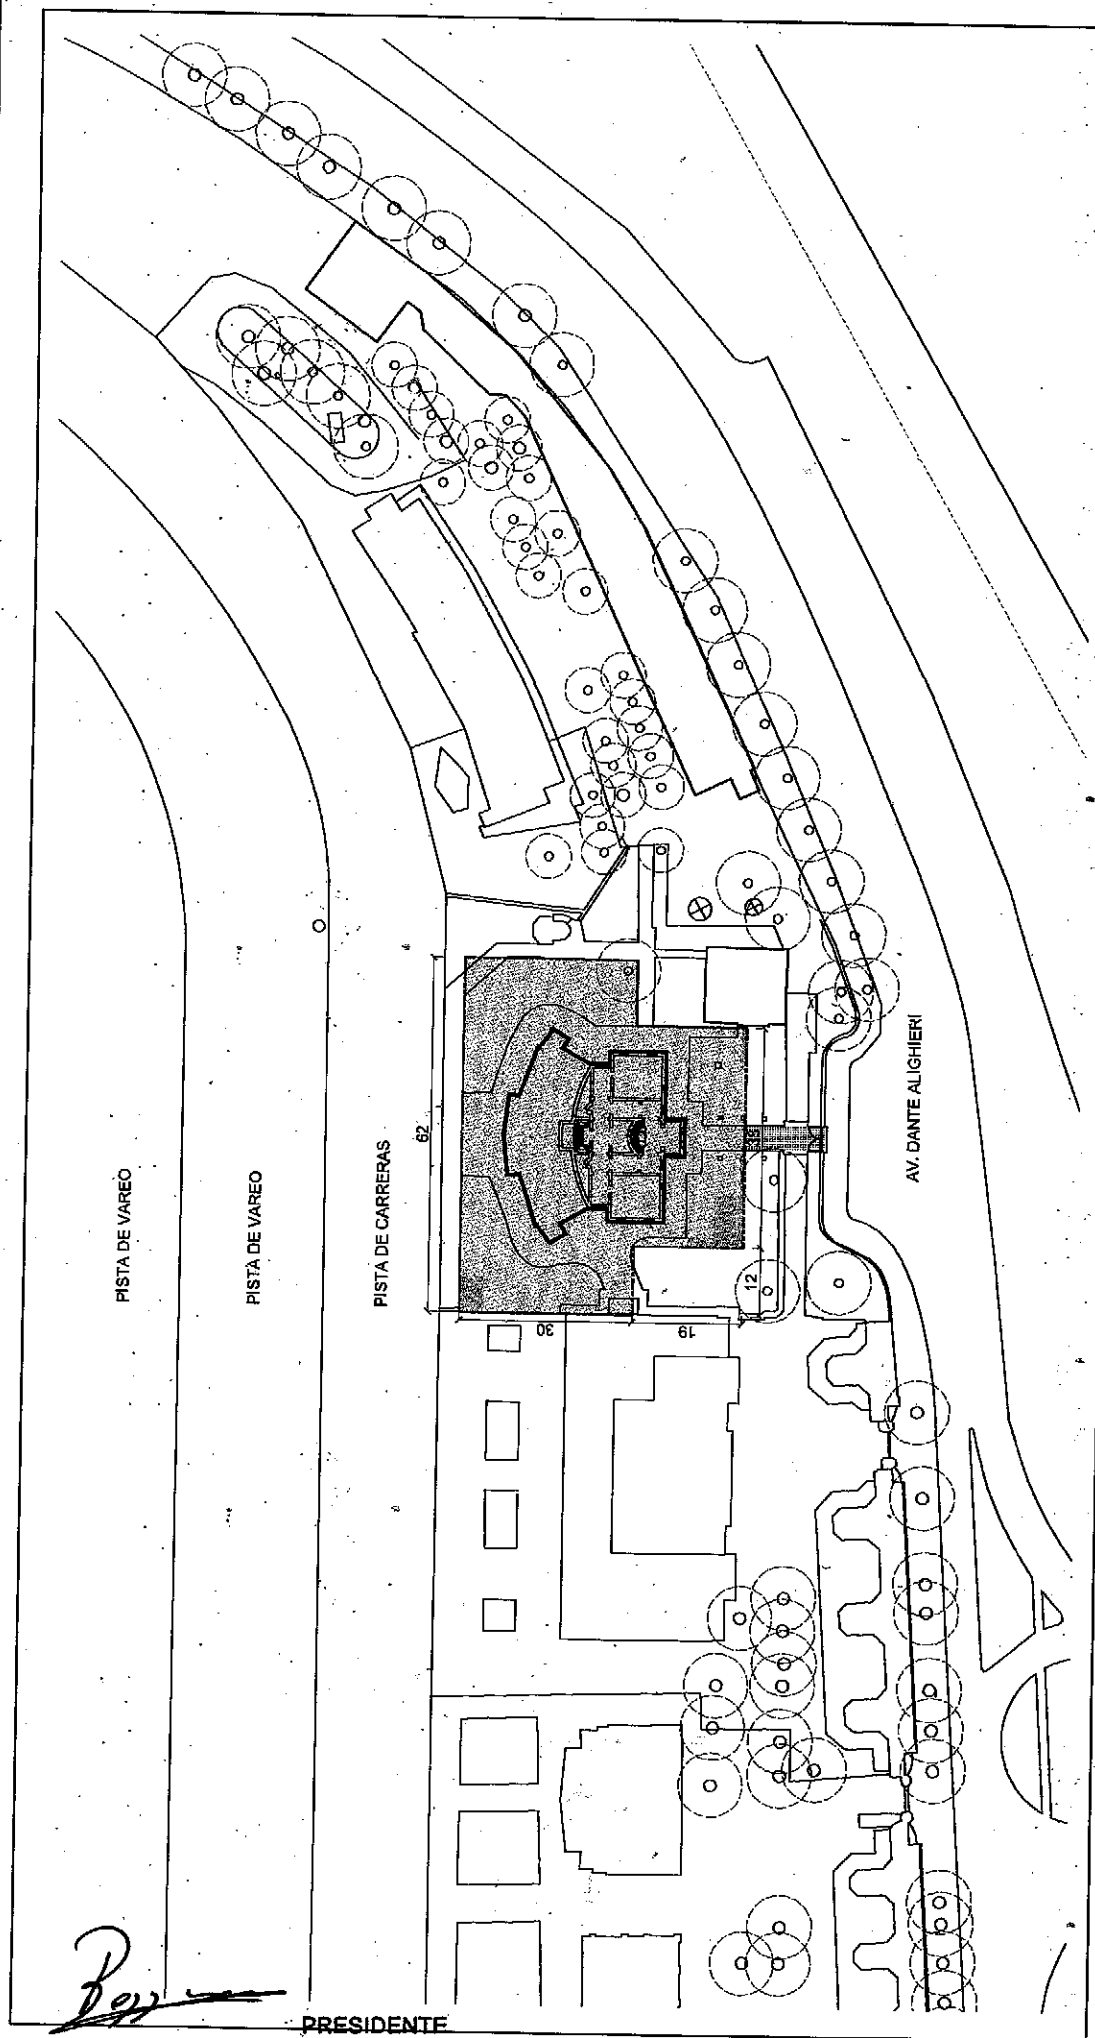 PISTA DE VAREO
PISTA DE VAREO
PISTA DE CARRERAS
62
AV. DANTE ALIGHIERI
12
30
19
PRESIDENTE